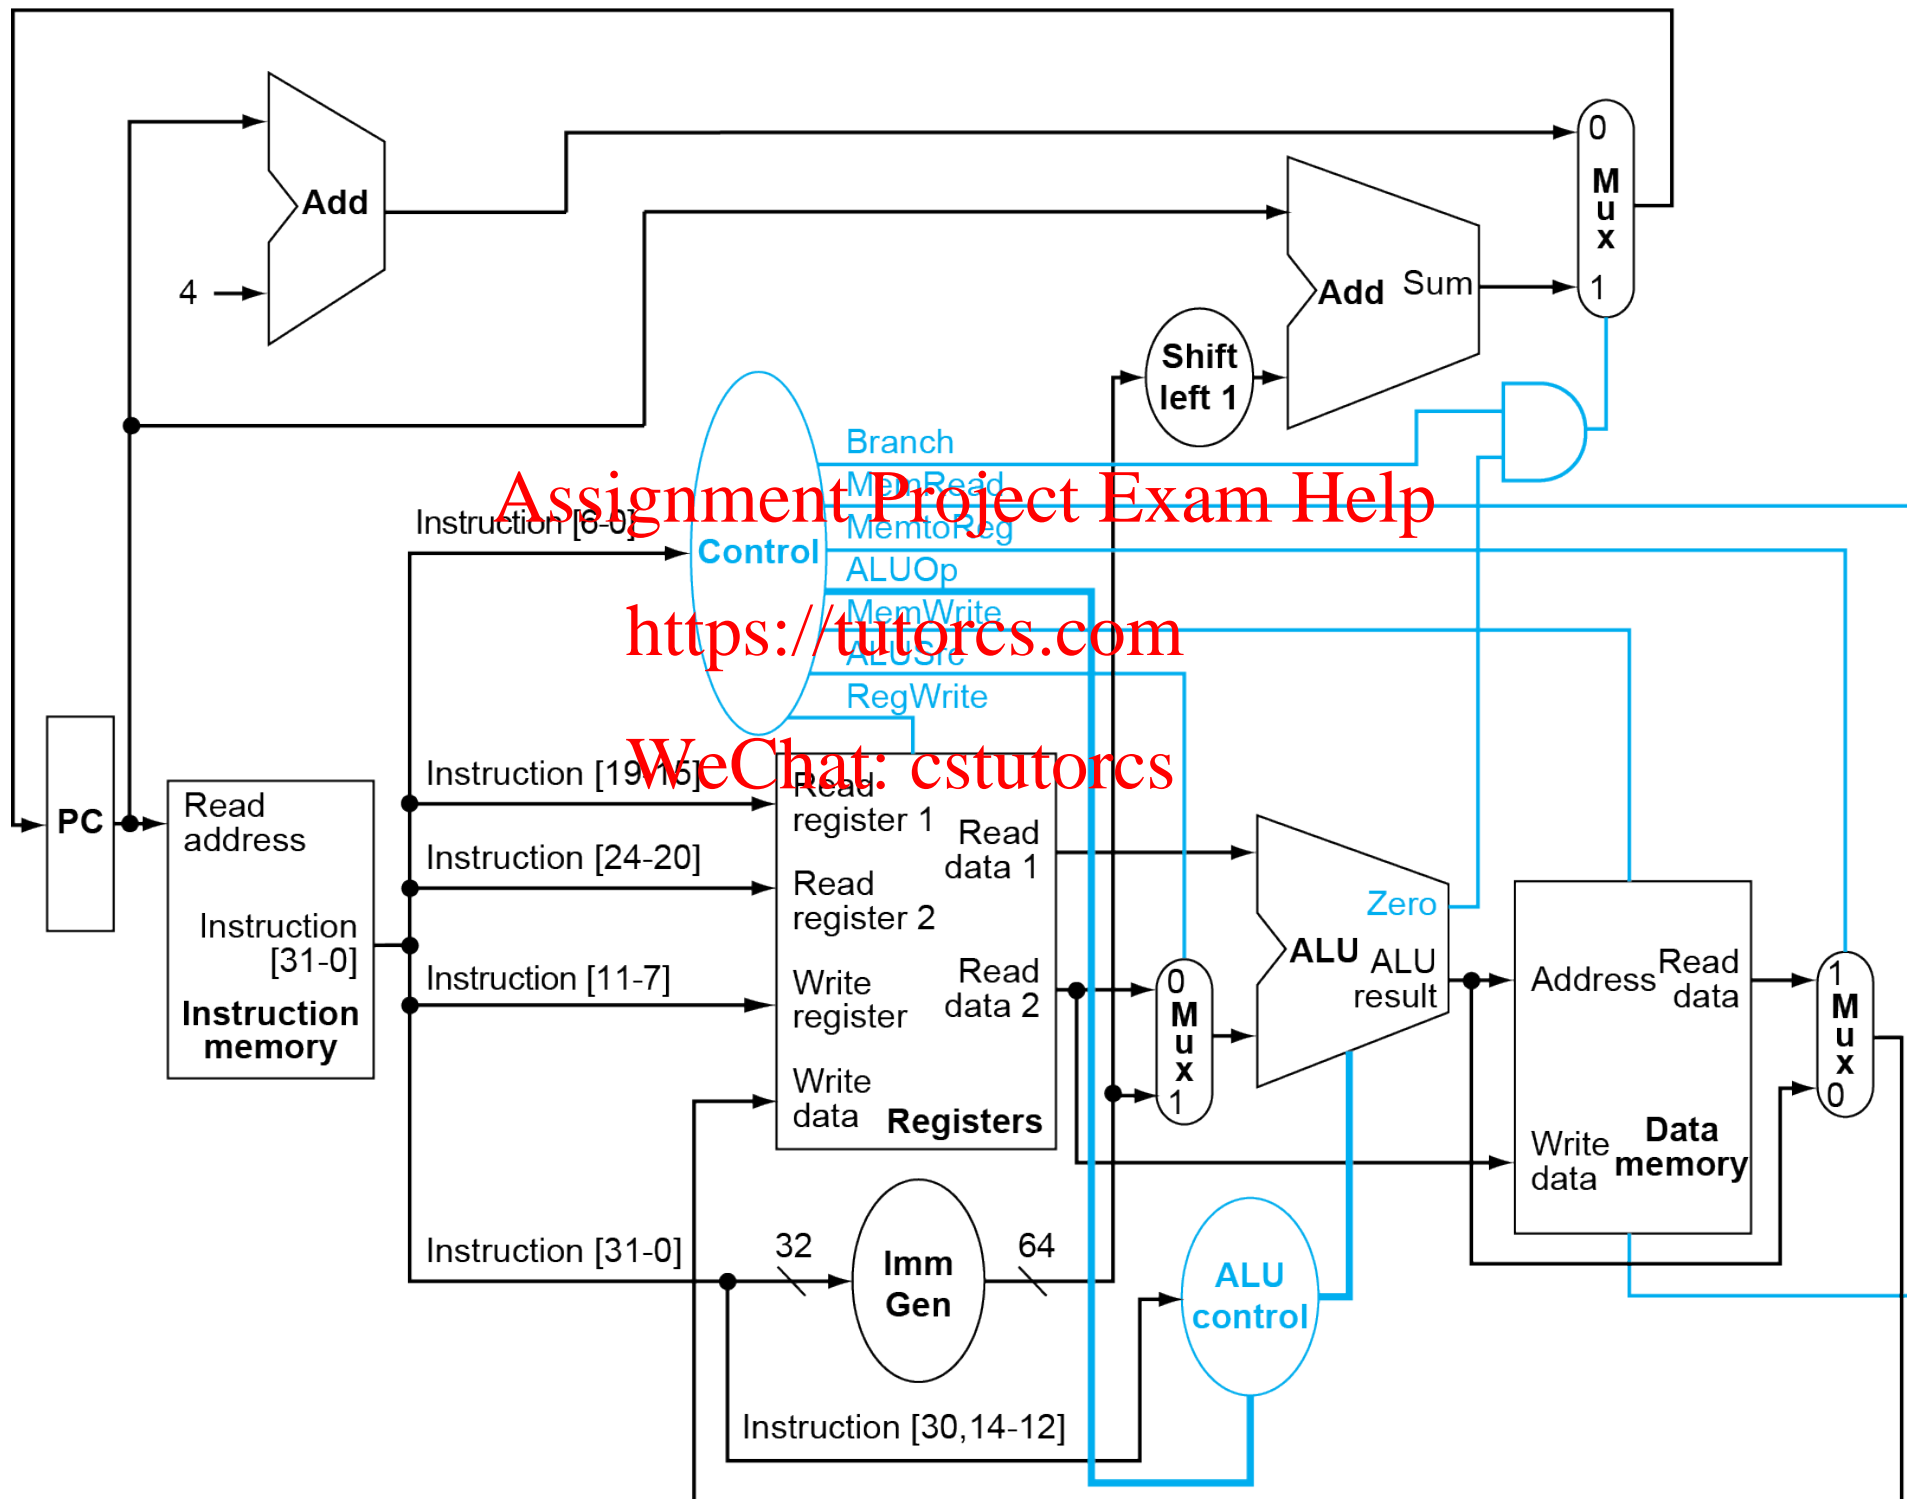 0
M
u
x
1
Add
4
Add Sum
Shift
left 1
Branch
MemRead
MemtoReg
ALUOp
MemWrite
ALUSrc
RegWrite
Control
Instruction [6-0]
Assignment Project Exam Help
https://tutorcs.com
WeChat: cstutorcs
PC
Read
address
Instruction
[31-0]
Instruction
memory
Instruction [19-15]
Instruction [24-20]
Instruction [11-7]
Instruction [31-0]
Read
register 1
Read
register 2
Write
register
Write
data
Read
data 1
Read
data 2
Registers
0
M
u
x
1
Zero
ALU
ALU
result
Address
Read
data
Write
data
Data
memory
1
M
u
x
0
32
Imm
Gen
64
ALU
control
Instruction [30,14-12]